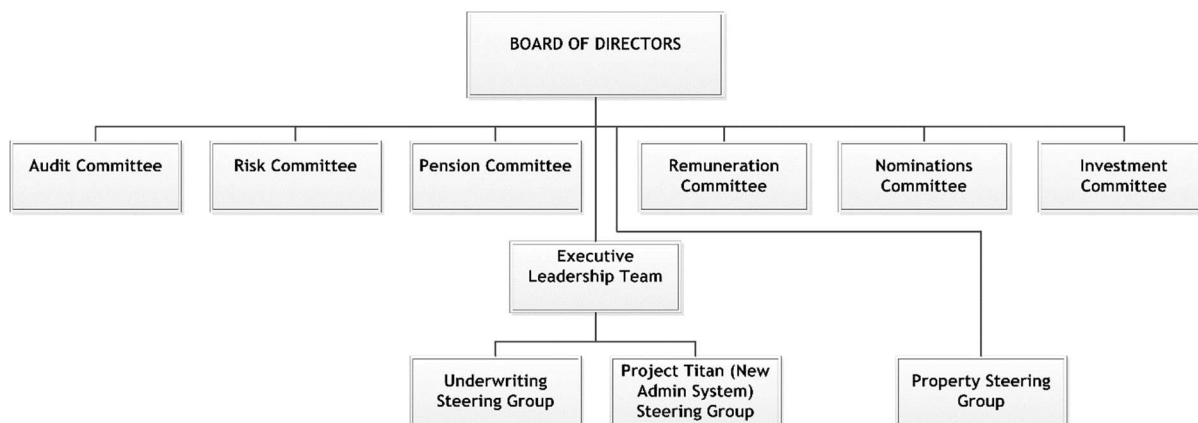 BOARD OF DIRECTORS
Audit Committee
Risk Committee
Pension Committee
Remuneration
Committee
Nominations
Committee
Investment
Committee
Executive
Leadership Team
Underwriting
Steering Group
Project Titan (New
Admin System)
Steering Group
Property Steering
Group